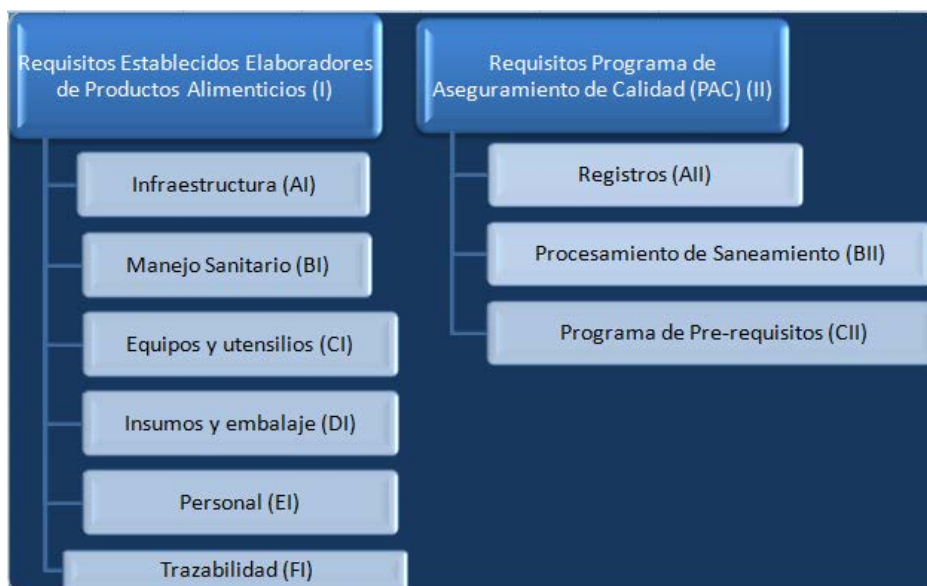 Requisitos Establecidos Elaboradores
de Productos Alimenticios (I)
Infraestructura (AI)
Manejo Sanitario (BI)
Equipos y utensilios (CI)
Insumos y embalaje (DI)
Personal (EI)
Trazabilidad (FI)
Requisitos Programa de
Aseguramiento de Calidad (PAC) (II)
Registros (AII)
Procesamiento de Saneamiento (BII)
Programa de Pre-requisitos (CII)